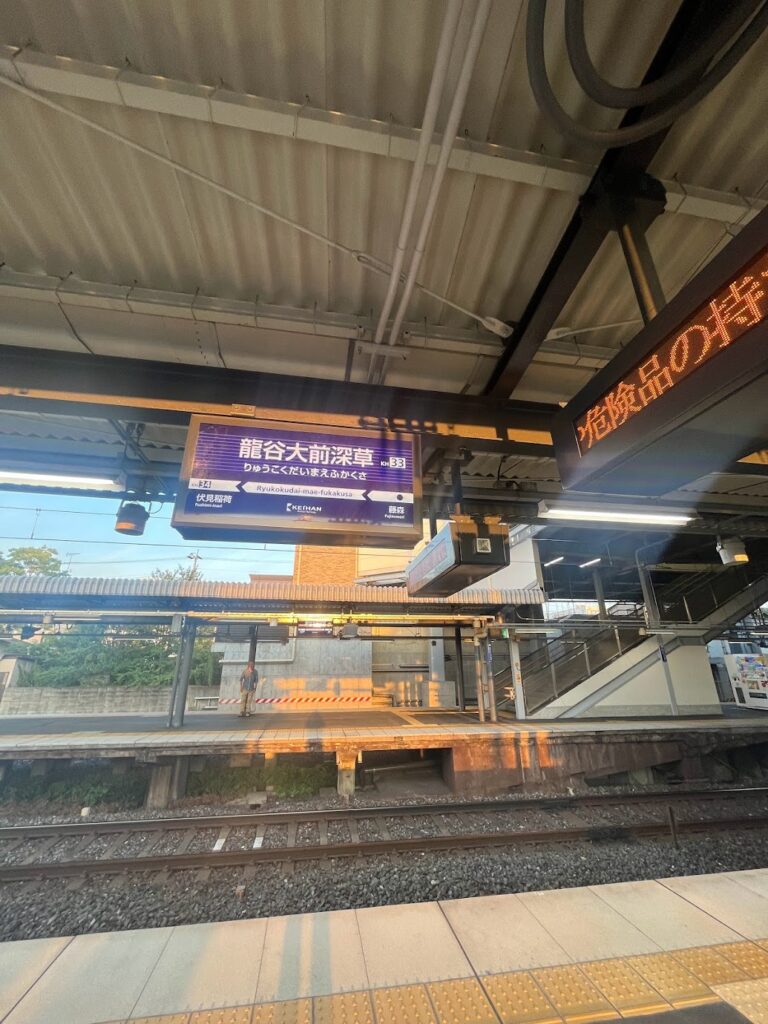 危険品の持
龍谷大前深草 KH33
りゅうこくだいまえふかくさ
Ryukokudai-mae-fukakusa
KH34
伏見稲荷
Fushimi-inari
KEIHAN
藤森
Fujinomori